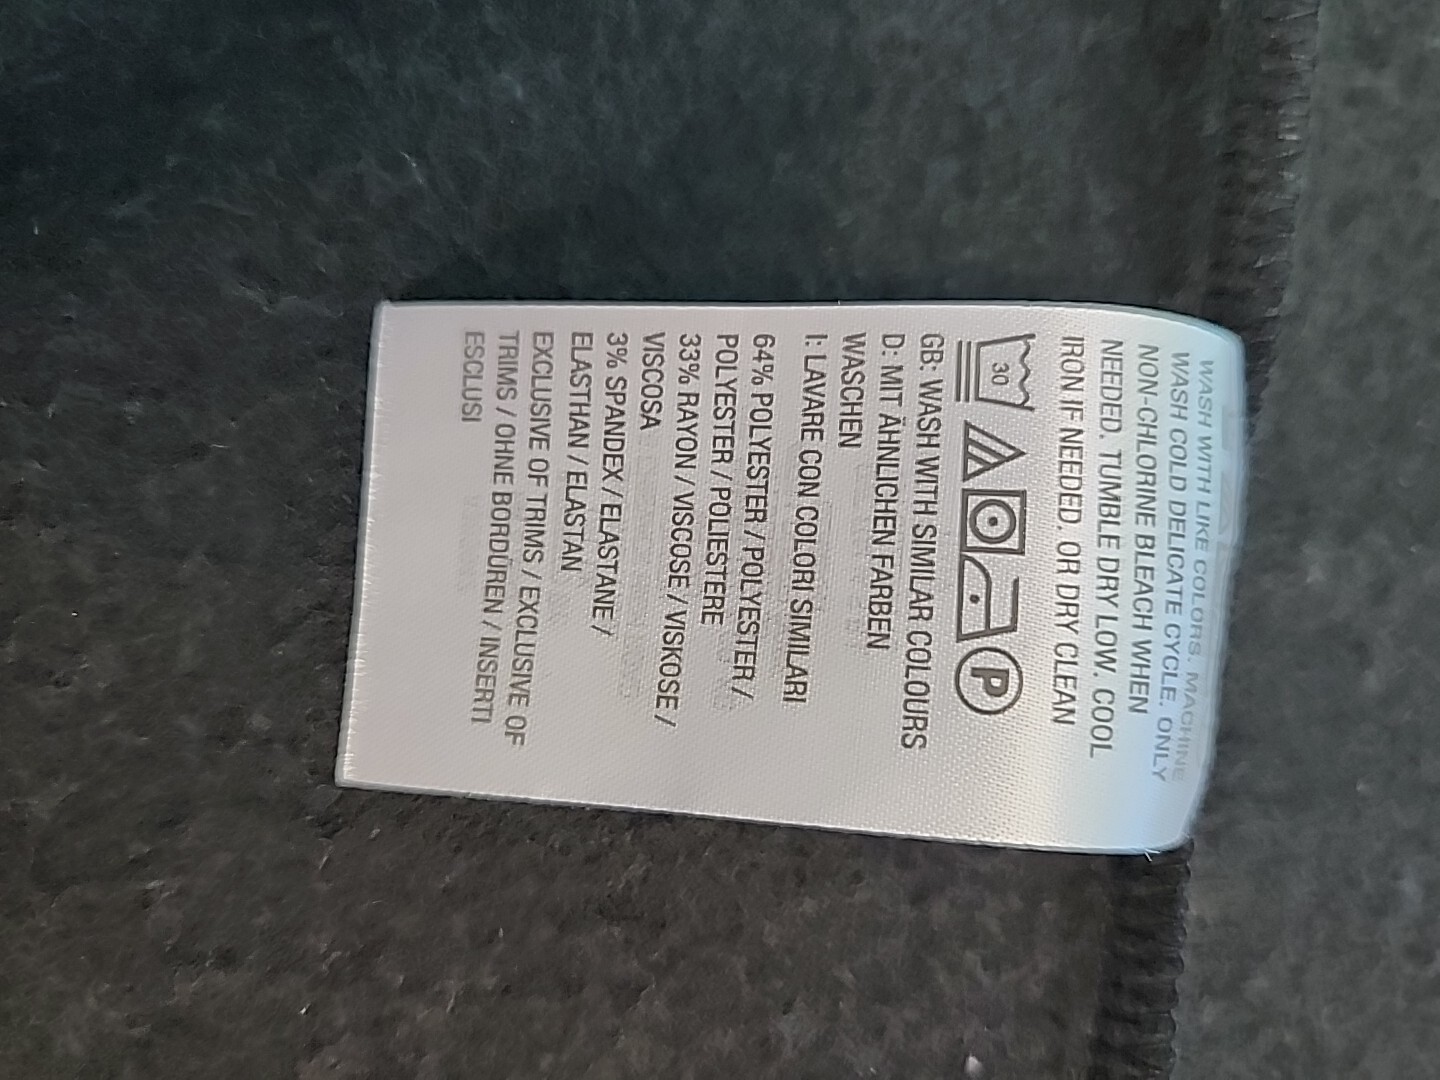 WASH WITH LIKE COLORS. MACHINE
WASH COLD DELICATE CYCLE. ONLY
NON-CHLORINE BLEACH WHEN
NEEDED. TUMBLE DRY LOW. COOL
IRON IF NEEDED. OR DRY CLEAN
30 P
GB: WASH WITH SIMILAR COLOURS
D: MIT ÄHNLICHEN FARBEN
WASCHEN
I: LAVARE CON COLORI SIMILARI
64% POLYESTER / POLYESTER /
POLYESTER / POLIESTERE
33% RAYON / VISCOSE / VISKOSE /
VISCOSA
3% SPANDEX / ELASTANE /
ELASTHAN / ELASTAN
EXCLUSIVE OF TRIMS / EXCLUSIVE OF
TRIMS / OHNE BORDÜREN / INSERTI
ESCLUSI